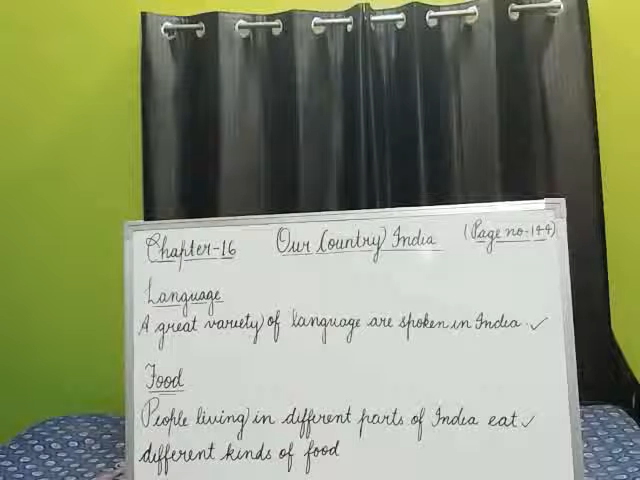 Chapter-16 Our Country India (Page no-144)
Language
A great variety of language are spoken in India.
Food
People living in different parts of India eat
different kinds of food